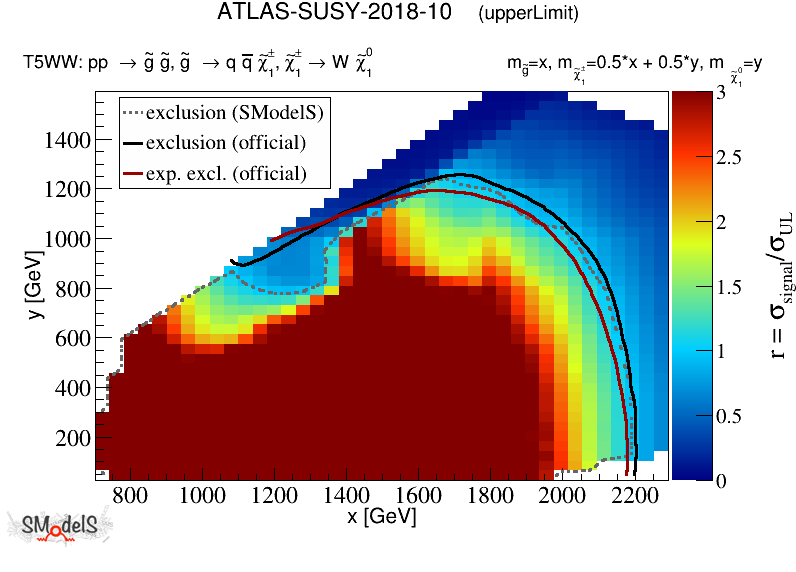 ATLAS-SUSY-2018-10 (upperLimit)
T5WW: pp → g̃ g̃, g̃ → q q̅ χ̃₁±, χ̃₁± → W χ̃₁⁰
m_g̃=x, m_χ̃₁±=0.5*x + 0.5*y, m_χ̃₁⁰=y
exclusion (SModelS)
exclusion (official)
exp. excl. (official)
1400
1200
1000
800
600
400
200
y [GeV]
800 1000 1200 1400 1600 1800 2000 2200
x [GeV]
3
2.5
2
1.5
1
0.5
0
r = σ_signal/σ_UL
SModelS